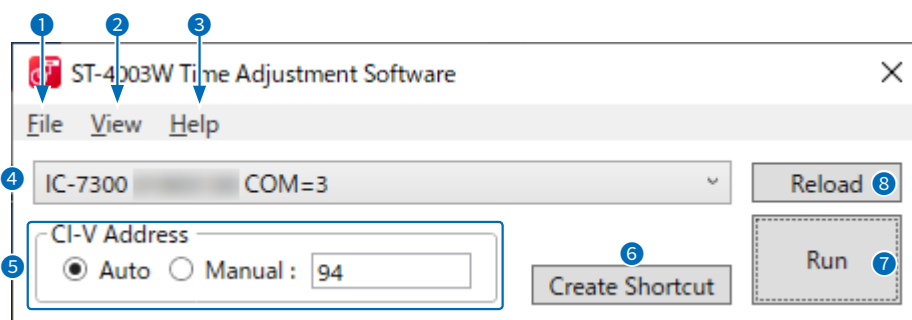 1 2 3
ST-4003W Time Adjustment Software
File View Help
4 IC-7300 COM=3 Reload 8
CI-V Address
5 Auto Manual : 94
6
Create Shortcut
Run 7